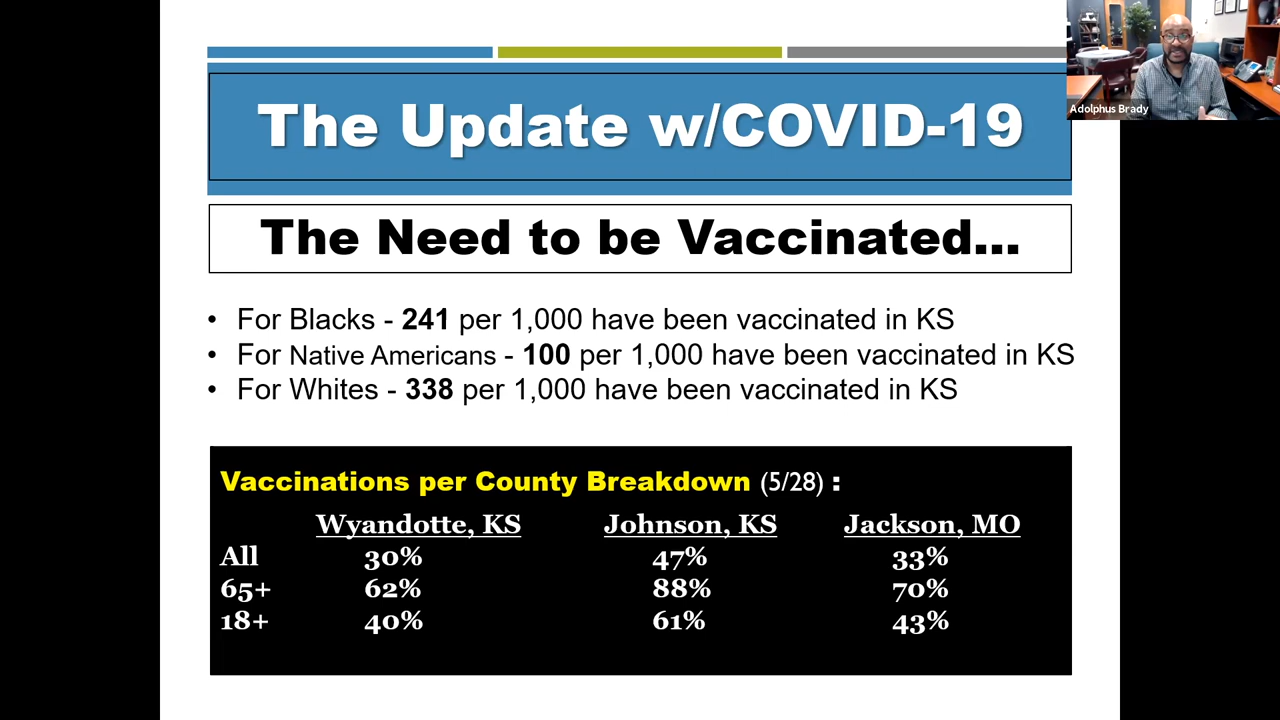 The Update w/COVID-19
Adolphus Brady
The Need to be Vaccinated...
• For Blacks - 241 per 1,000 have been vaccinated in KS
• For Native Americans - 100 per 1,000 have been vaccinated in KS
• For Whites - 338 per 1,000 have been vaccinated in KS
Vaccinations per County Breakdown (5/28) :
Wyandotte, KS Johnson, KS Jackson, MO
All 30% 47% 33%
65+ 62% 88% 70%
18+ 40% 61% 43%